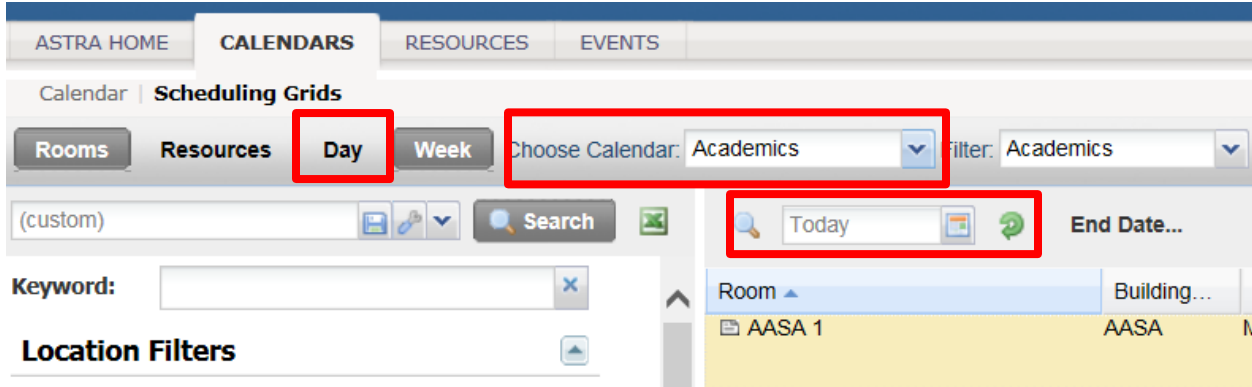 ASTRA HOME CALENDARS RESOURCES EVENTS
Calendar | Scheduling Grids
Rooms Resources Day Week Choose Calendar: Academics Filter: Academics
(custom) Search Today End Date...
Keyword:
Room Building...
AASA 1 AASA
Location Filters